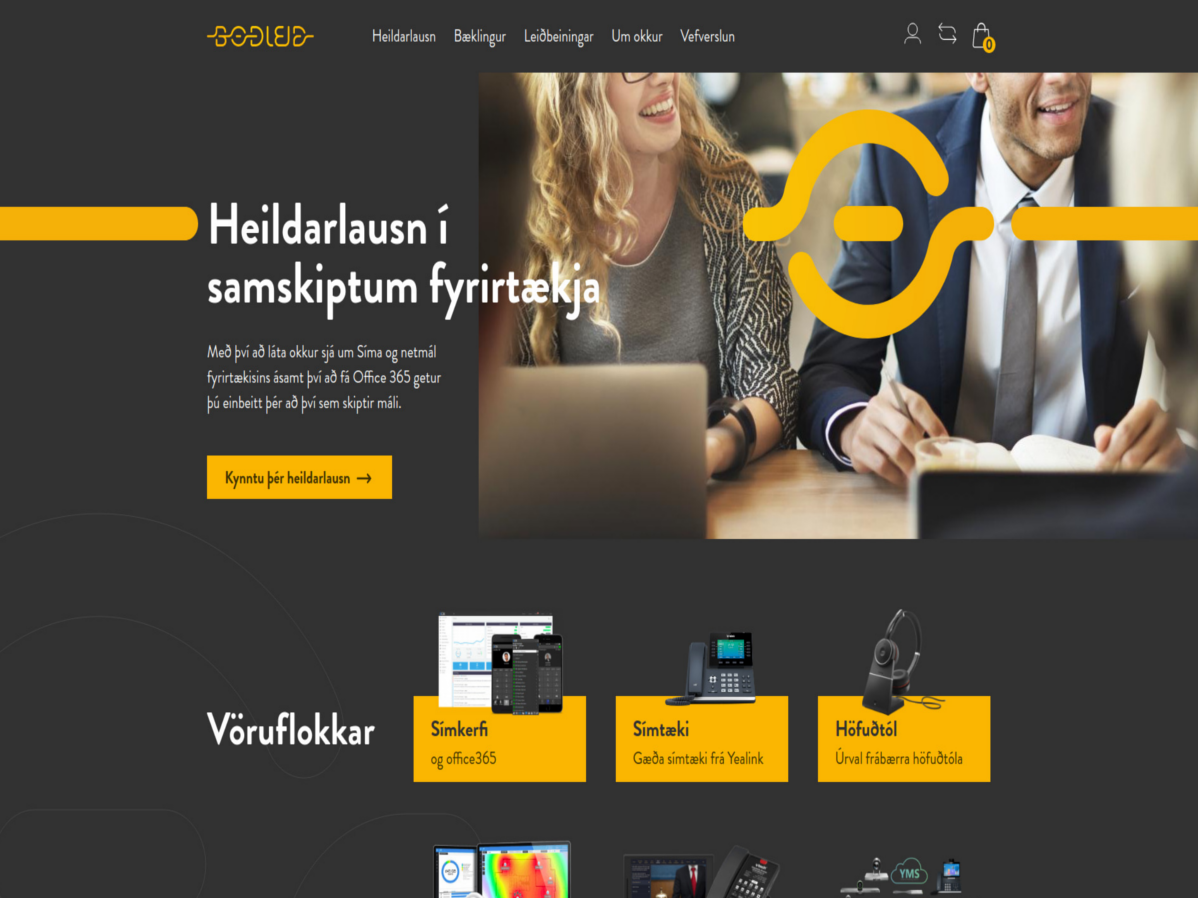 BOÐLEIÐ
Heildarlausn Bæklingur Leiðbeiningar Um okkur Vefverslun
0
Heildarlausn í
samskiptum fyrirtækja
Með því að láta okkur sjá um Síma og netmál
fyrirtækisins ásamt því að fá Office 365 getur
þú einbeitt þér að því sem skiptir máli.
Kynntu þér heildarlausn →
Vöruflokkar
Símkerfi
og office365
Símtæki
Gæða símtæki frá Yealink
Höfuðtól
Úrval frábærra höfuðtóla
YMS